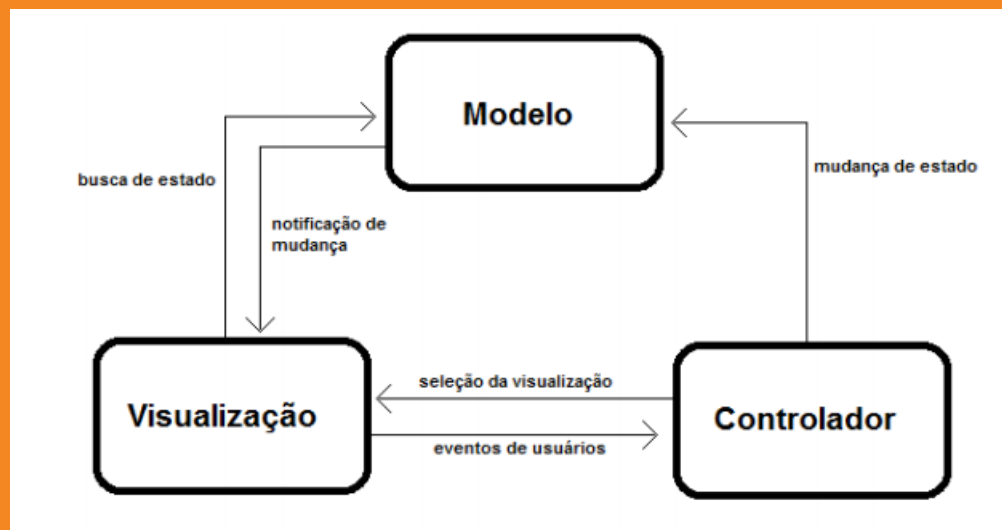 Modelo
busca de estado
mudança de estado
notificação de
mudança
seleção da visualização
Visualização
Controlador
eventos de usuários